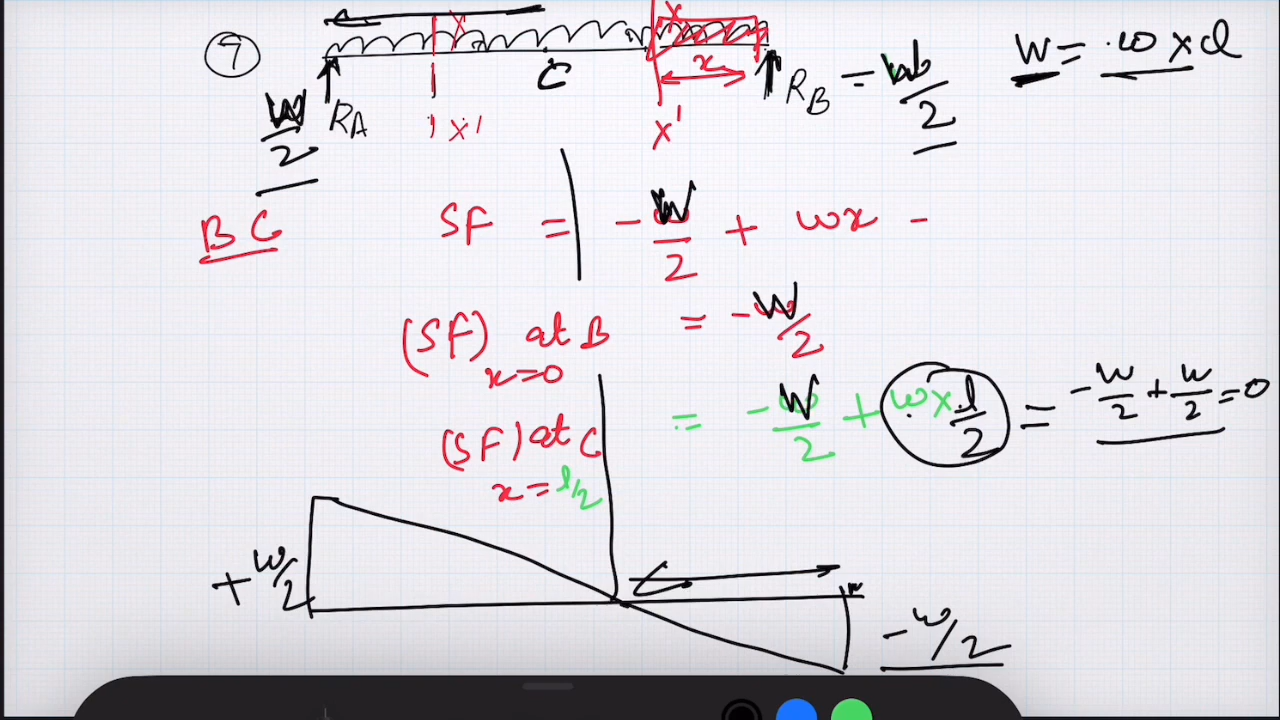 7
X X
C x
W/2 RA X' X' RB = W/2 W = w x l
BC SF = - W/2 + wx -
(SF) at B = - W/2
x=0
(SF) at C = - W/2 + w x l/2 = - W/2 + W/2 = 0
x = l/2
+ W/2 C - W/2